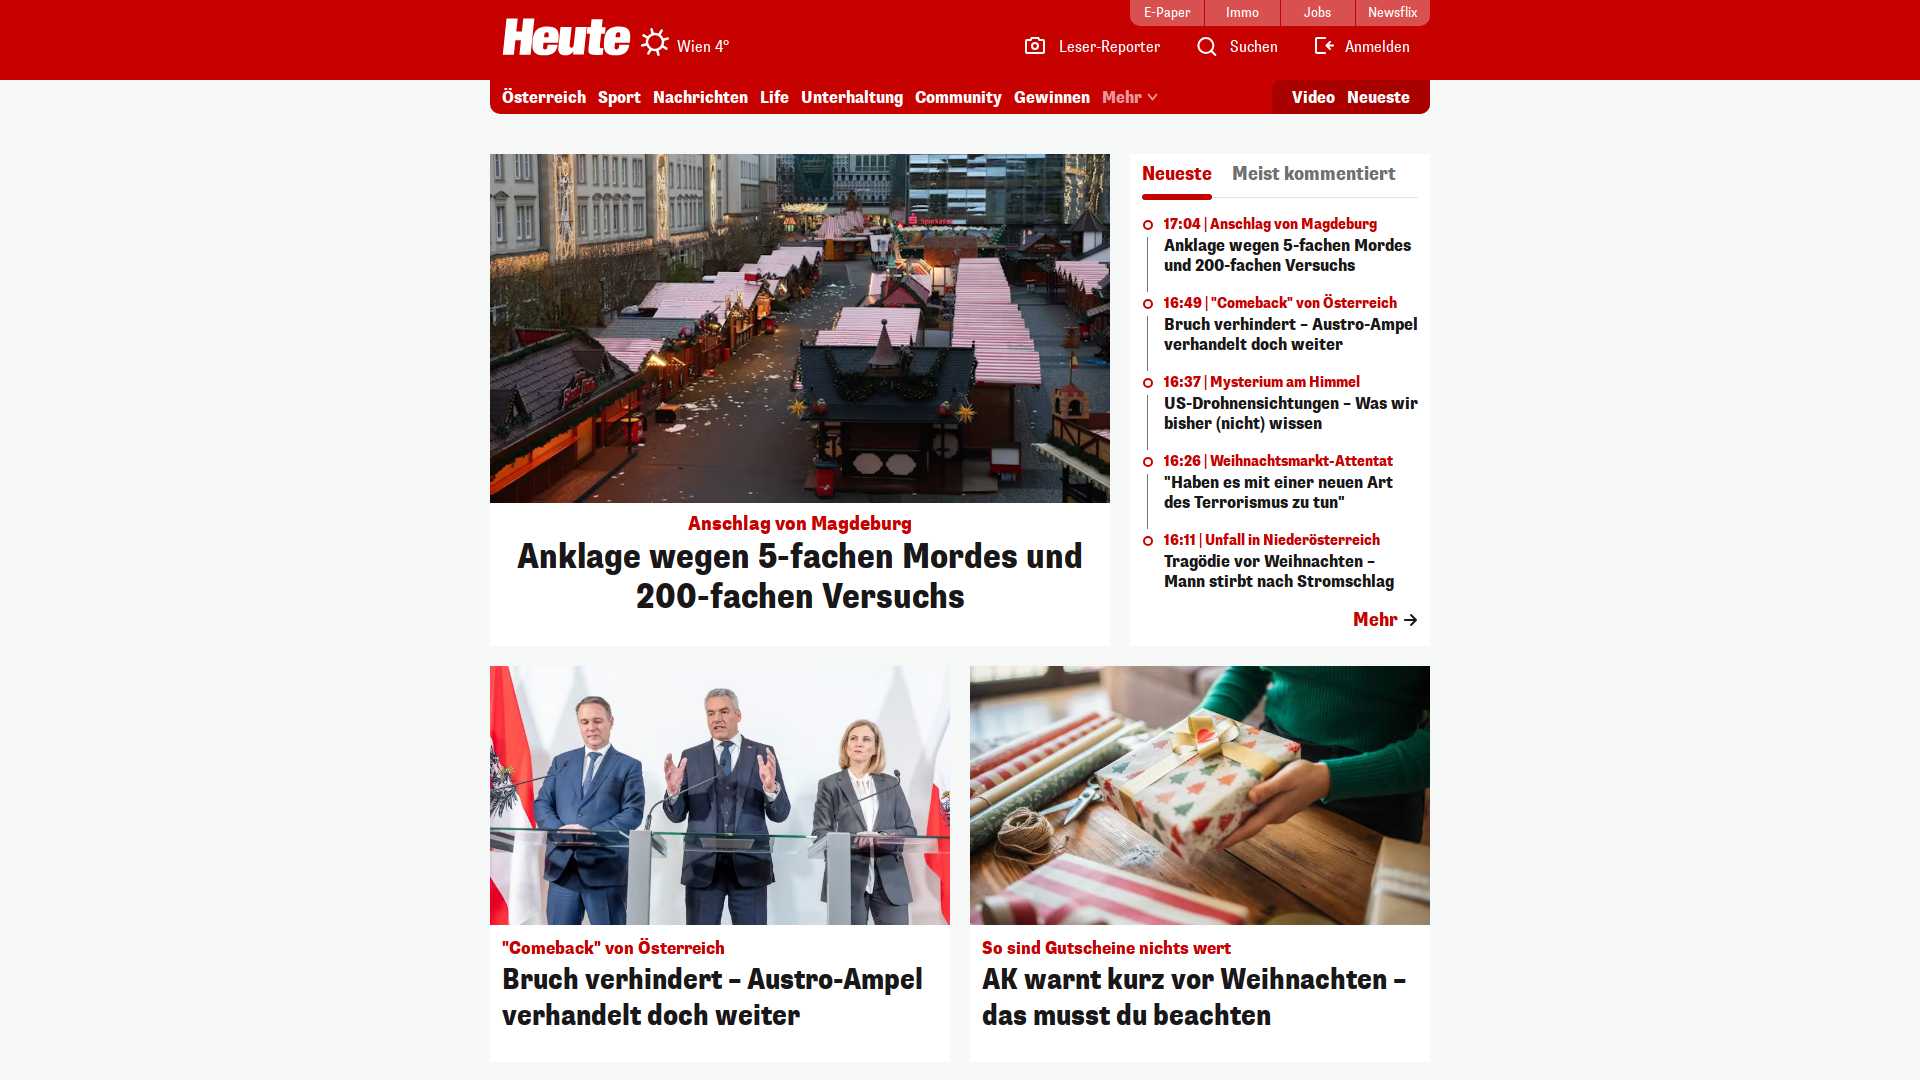 E-Paper
Immo
Jobs
Newsflix
Heute
Wien 4°
Leser-Reporter
Suchen
Anmelden
Österreich
Sport
Nachrichten
Life
Unterhaltung
Community
Gewinnen
Mehr
Video
Neueste
Sparkasse
Anschlag von Magdeburg
Anklage wegen 5-fachen Mordes und
200-fachen Versuchs
Neueste
Meist kommentiert
17:04 | Anschlag von Magdeburg
Anklage wegen 5-fachen Mordes
und 200-fachen Versuchs
16:49 | "Comeback" von Österreich
Bruch verhindert – Austro-Ampel
verhandelt doch weiter
16:37 | Mysterium am Himmel
US-Drohnensichtungen – Was wir
bisher (nicht) wissen
16:26 | Weihnachtsmarkt-Attentat
"Haben es mit einer neuen Art
des Terrorismus zu tun"
16:11 | Unfall in Niederösterreich
Tragödie vor Weihnachten –
Mann stirbt nach Stromschlag
Mehr
"Comeback" von Österreich
Bruch verhindert – Austro-Ampel
verhandelt doch weiter
So sind Gutscheine nichts wert
AK warnt kurz vor Weihnachten –
das musst du beachten